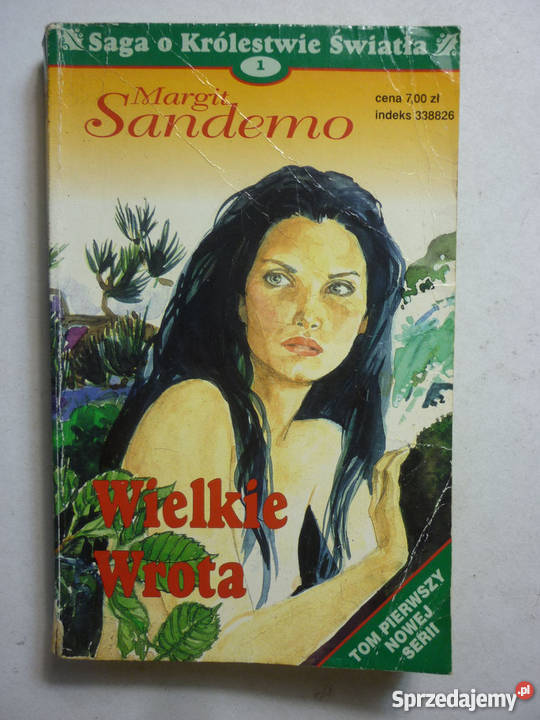 Saga o Królestwie Światła
1
Margit
Sandemo
cena 7,00 zł
indeks 338826
Wielkie
Wrota
TOM PIERWSZY
NOWEJ
SERII
Sprzedajemy.pl